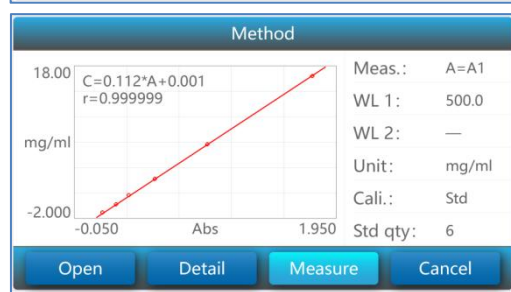 Method
18.00
C=0.112*A+0.001
r=0.999999
mg/ml
-2.000
-0.050 Abs 1.950
Meas.: A=A1
WL 1: 500.0
WL 2: —
Unit: mg/ml
Cali.: Std
Std qty: 6
Open Detail Measure Cancel